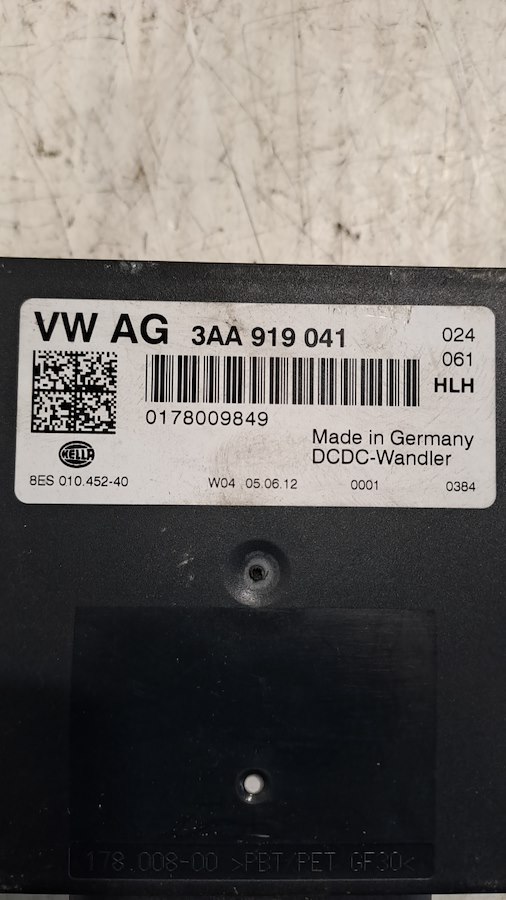 VW AG 3AA 919 041 024
061
HLH
0178009849
Made in Germany
DCDC-Wandler
HELLA
8ES 010.452-40 W04 05.06.12 0001 0384
178.008-00 >PBT/PET GF30<